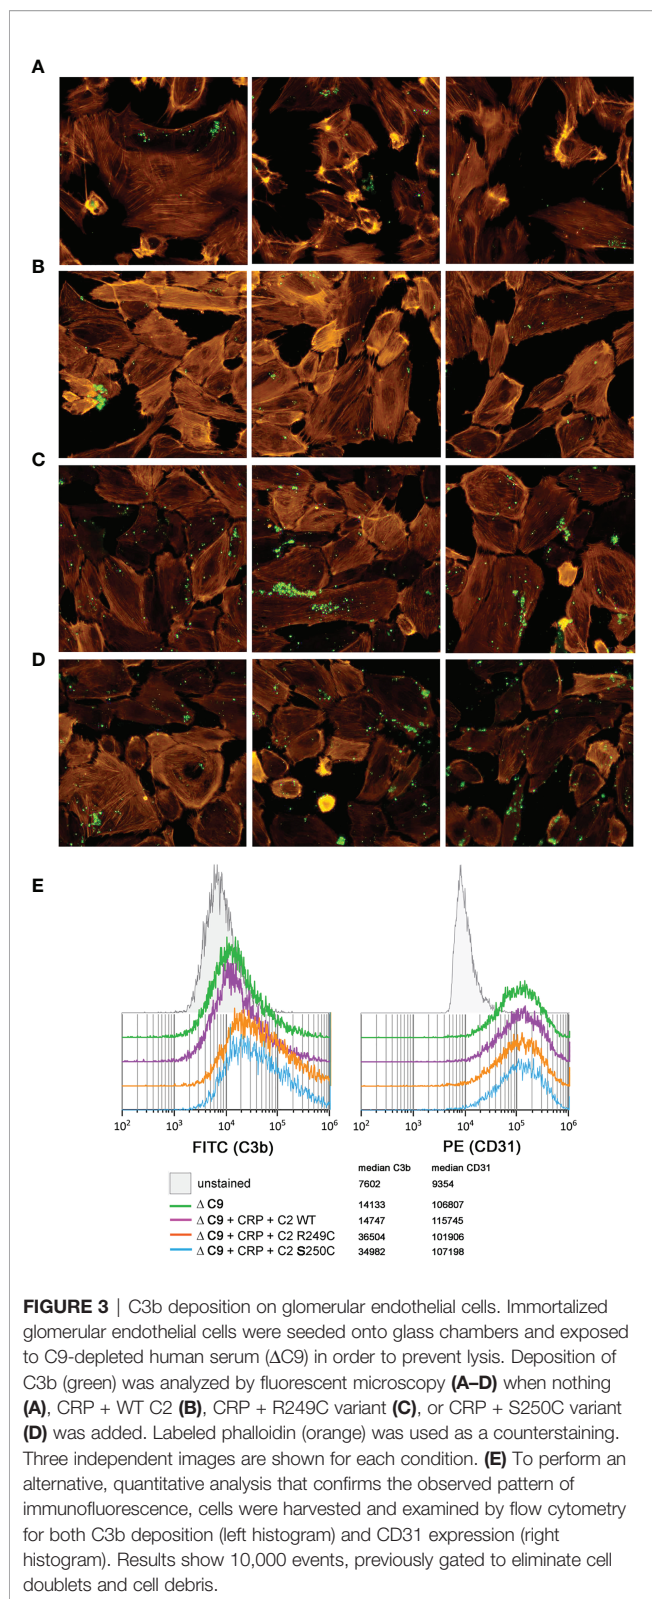 A
B
C
D
E
10² 10³ 10⁴ 10⁵ 10⁶
FITC (C3b)
10² 10³ 10⁴ 10⁵ 10⁶
PE (CD31)
median C3b median CD31
unstained 7602 9354
Δ C9 14133 106807
Δ C9 + CRP + C2 WT 14747 115745
Δ C9 + CRP + C2 R249C 36504 101906
Δ C9 + CRP + C2 S250C 34982 107198
FIGURE 3 | C3b deposition on glomerular endothelial cells. Immortalized
glomerular endothelial cells were seeded onto glass chambers and exposed
to C9-depleted human serum (ΔC9) in order to prevent lysis. Deposition of
C3b (green) was analyzed by fluorescent microscopy (A–D) when nothing
(A), CRP + WT C2 (B), CRP + R249C variant (C), or CRP + S250C variant
(D) was added. Labeled phalloidin (orange) was used as a counterstaining.
Three independent images are shown for each condition. (E) To perform an
alternative, quantitative analysis that confirms the observed pattern of
immunofluorescence, cells were harvested and examined by flow cytometry
for both C3b deposition (left histogram) and CD31 expression (right
histogram). Results show 10,000 events, previously gated to eliminate cell
doublets and cell debris.